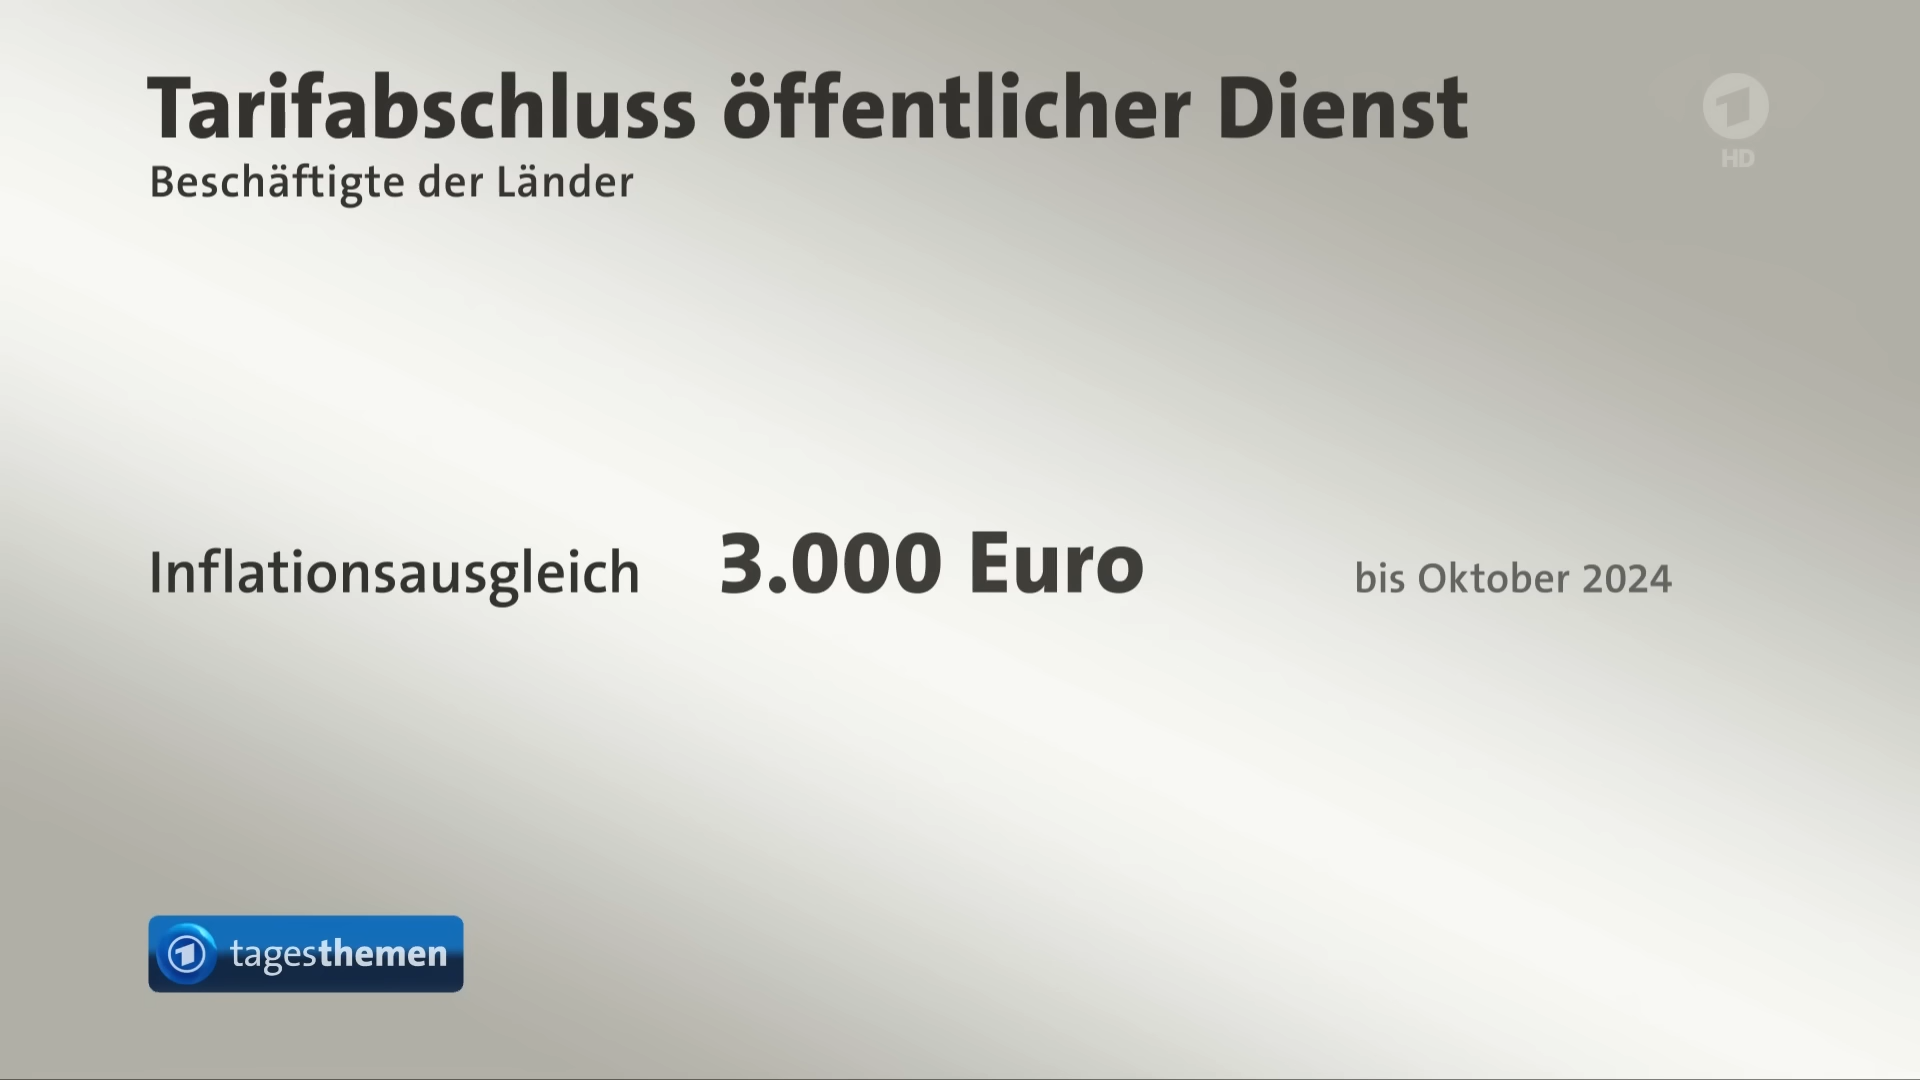 Tarifabschluss öffentlicher Dienst
Beschäftigte der Länder
HD
Inflationsausgleich 3.000 Euro bis Oktober 2024
tagesthemen